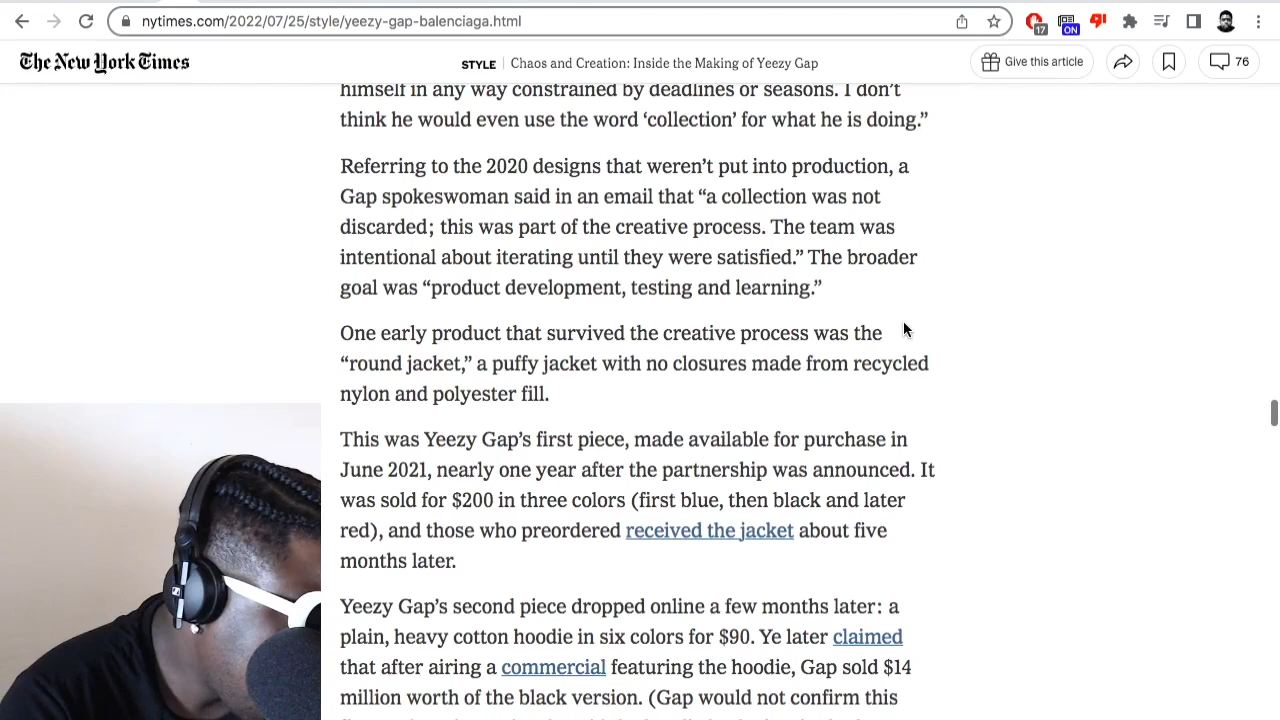 nytimes.com/2022/07/25/style/yeezy-gap-balenciaga.html
17
ON
The New York Times
STYLE | Chaos and Creation: Inside the Making of Yeezy Gap
Give this article
76
himself in any way constrained by deadlines or seasons. I don’t
think he would even use the word ‘collection’ for what he is doing.”
Referring to the 2020 designs that weren’t put into production, a
Gap spokeswoman said in an email that “a collection was not
discarded; this was part of the creative process. The team was
intentional about iterating until they were satisfied.” The broader
goal was “product development, testing and learning.”
One early product that survived the creative process was the
“round jacket,” a puffy jacket with no closures made from recycled
nylon and polyester fill.
This was Yeezy Gap’s first piece, made available for purchase in
June 2021, nearly one year after the partnership was announced. It
was sold for $200 in three colors (first blue, then black and later
red), and those who preordered received the jacket about five
months later.
Yeezy Gap’s second piece dropped online a few months later: a
plain, heavy cotton hoodie in six colors for $90. Ye later claimed
that after airing a commercial featuring the hoodie, Gap sold $14
million worth of the black version. (Gap would not confirm this